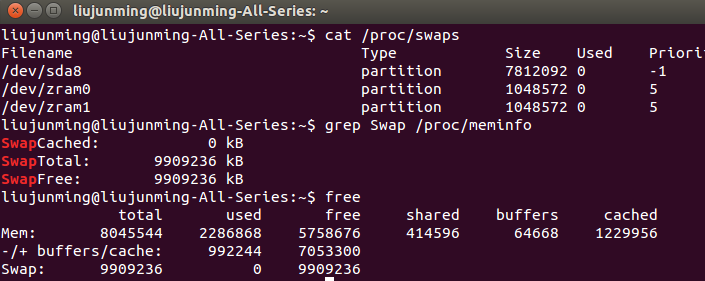 liujunming@liujunming-All-Series: ~
liujunming@liujunming-All-Series:~$ cat /proc/swaps
Filename Type Size Used Priori
/dev/sda8 partition 7812092 0 -1
/dev/zram0 partition 1048572 0 5
/dev/zram1 partition 1048572 0 5
liujunming@liujunming-All-Series:~$ grep Swap /proc/meminfo
SwapCached: 0 kB
SwapTotal: 9909236 kB
SwapFree: 9909236 kB
liujunming@liujunming-All-Series:~$ free
total used free shared buffers cached
Mem: 8045544 2286868 5758676 414596 64668 1229956
-/+ buffers/cache: 992244 7053300
Swap: 9909236 0 9909236